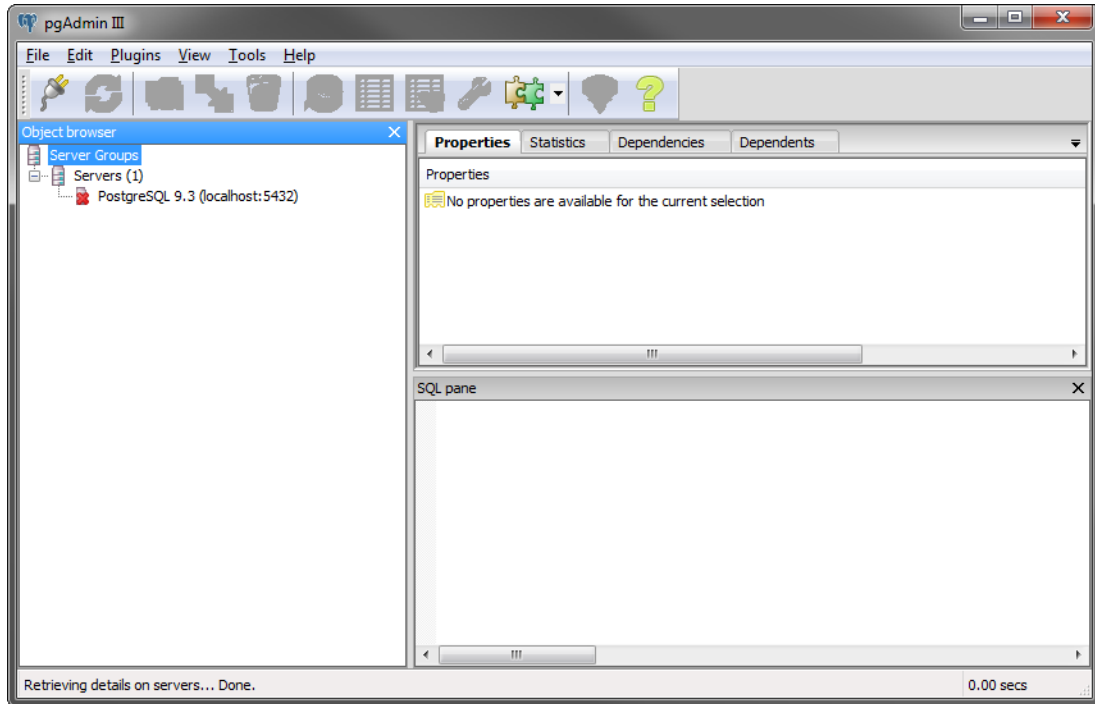 pgAdmin III
File Edit Plugins View Tools Help
Object browser
Server Groups
Servers (1)
PostgreSQL 9.3 (localhost:5432)
Properties Statistics Dependencies Dependents
Properties
No properties are available for the current selection
SQL pane
Retrieving details on servers... Done. 0.00 secs